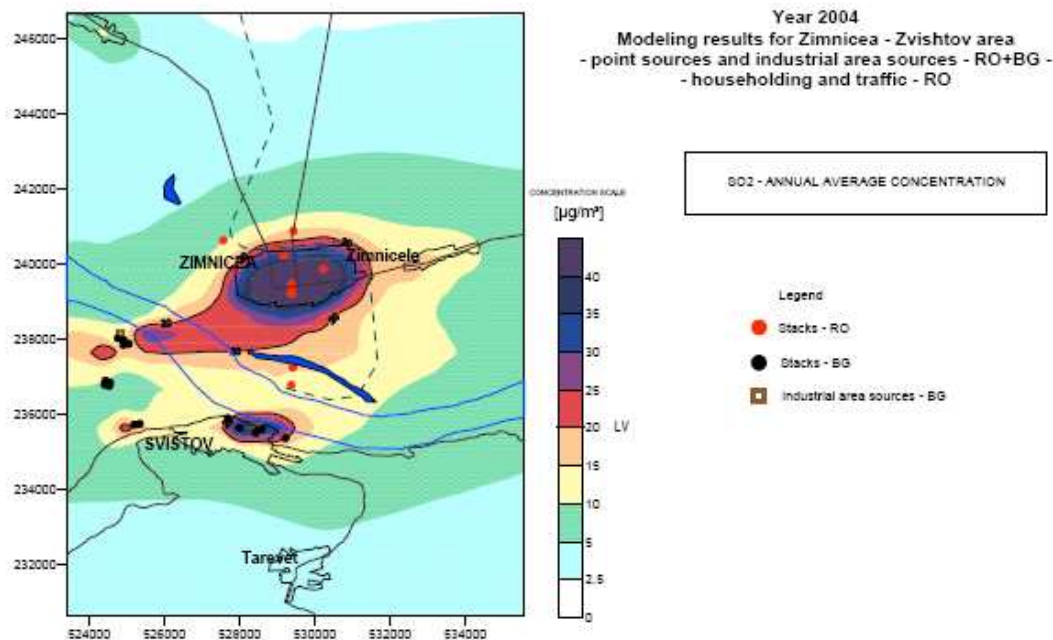 Year 2004
Modeling results for Zimnicea - Zvishtov area
- point sources and industrial area sources - RO+BG -
- householding and traffic - RO
SO2 - ANNUAL AVERAGE CONCENTRATION
CONCENTRATION SCALE
[µg/m³]
40
35
30
25
20 LV
15
10
5
2.5
0
Legend
Stacks - RO
Stacks - BG
Industrial area sources - BG
246000
244000
242000
240000
238000
236000
234000
232000
524000 526000 528000 530000 532000 534000
ZIMNICEA
Zimnicele
SVISTOV
Tarevet